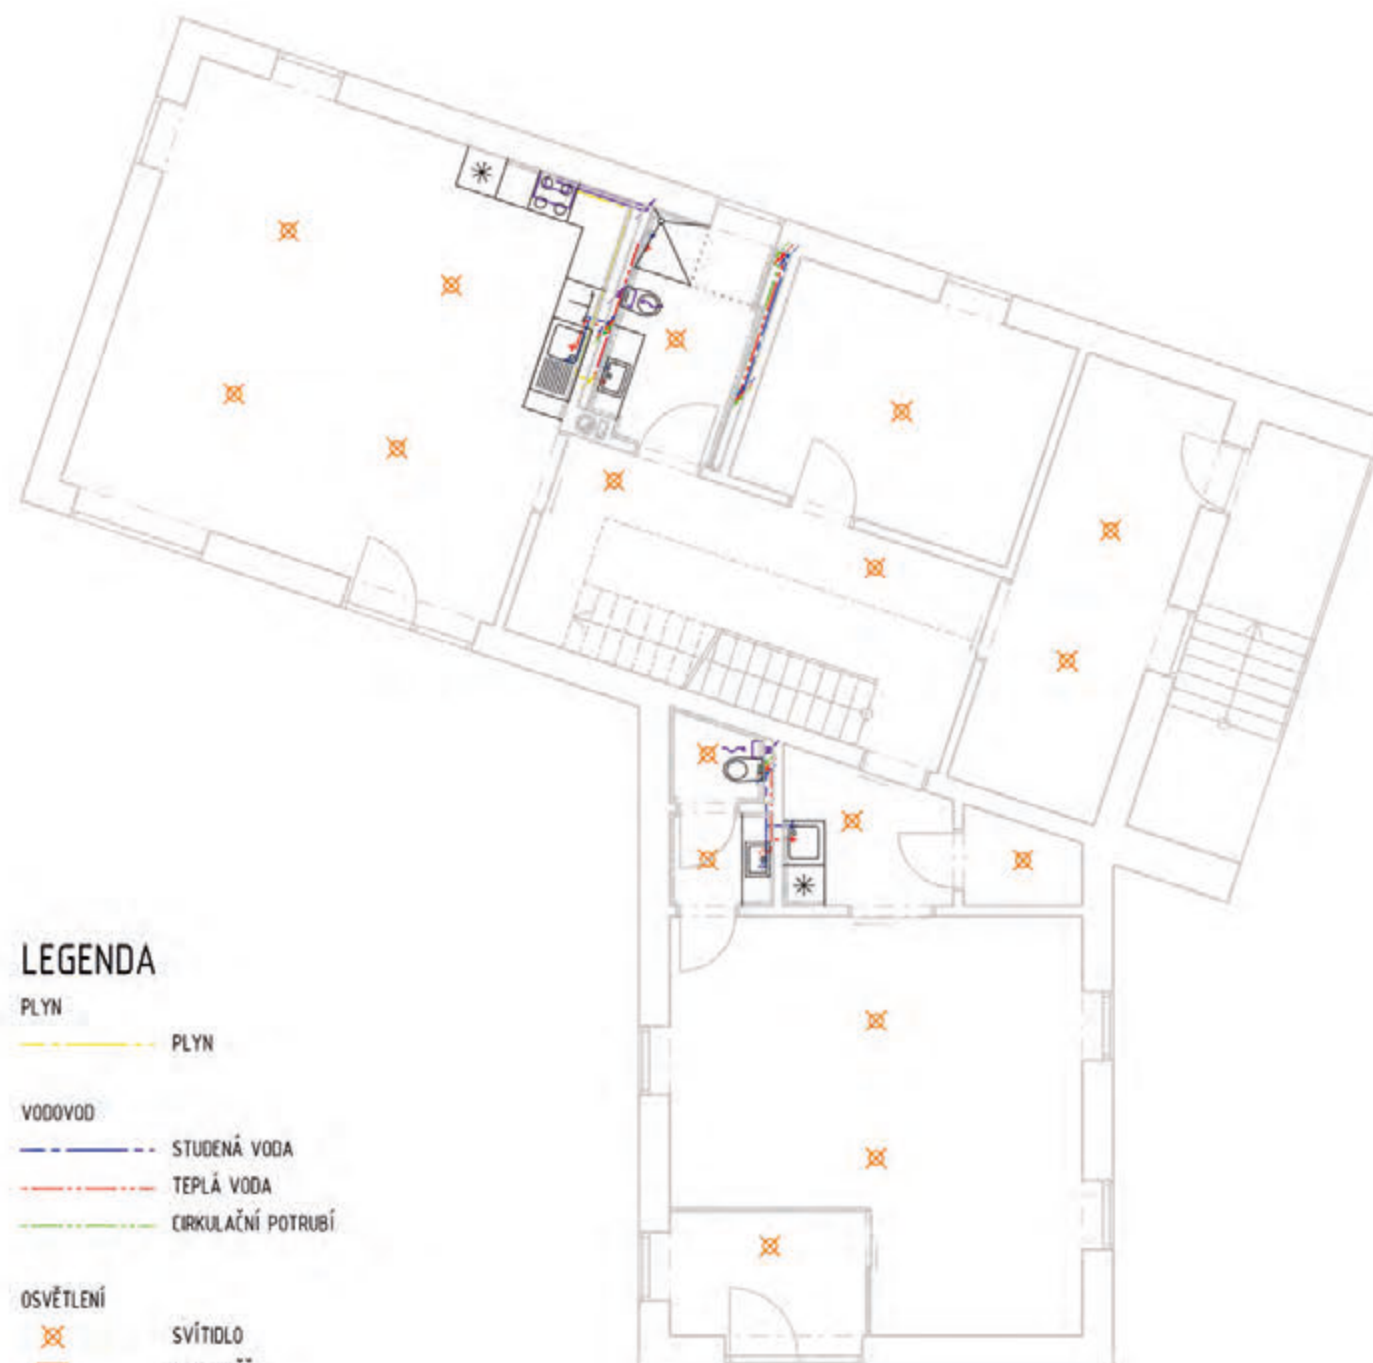 LEGENDA
PLYN
PLYN
VODOVOD
STUDENÁ VODA
TEPLÁ VODA
CIRKULAČNÍ POTRUBÍ
OSVĚTLENÍ
SVÍTIDLO